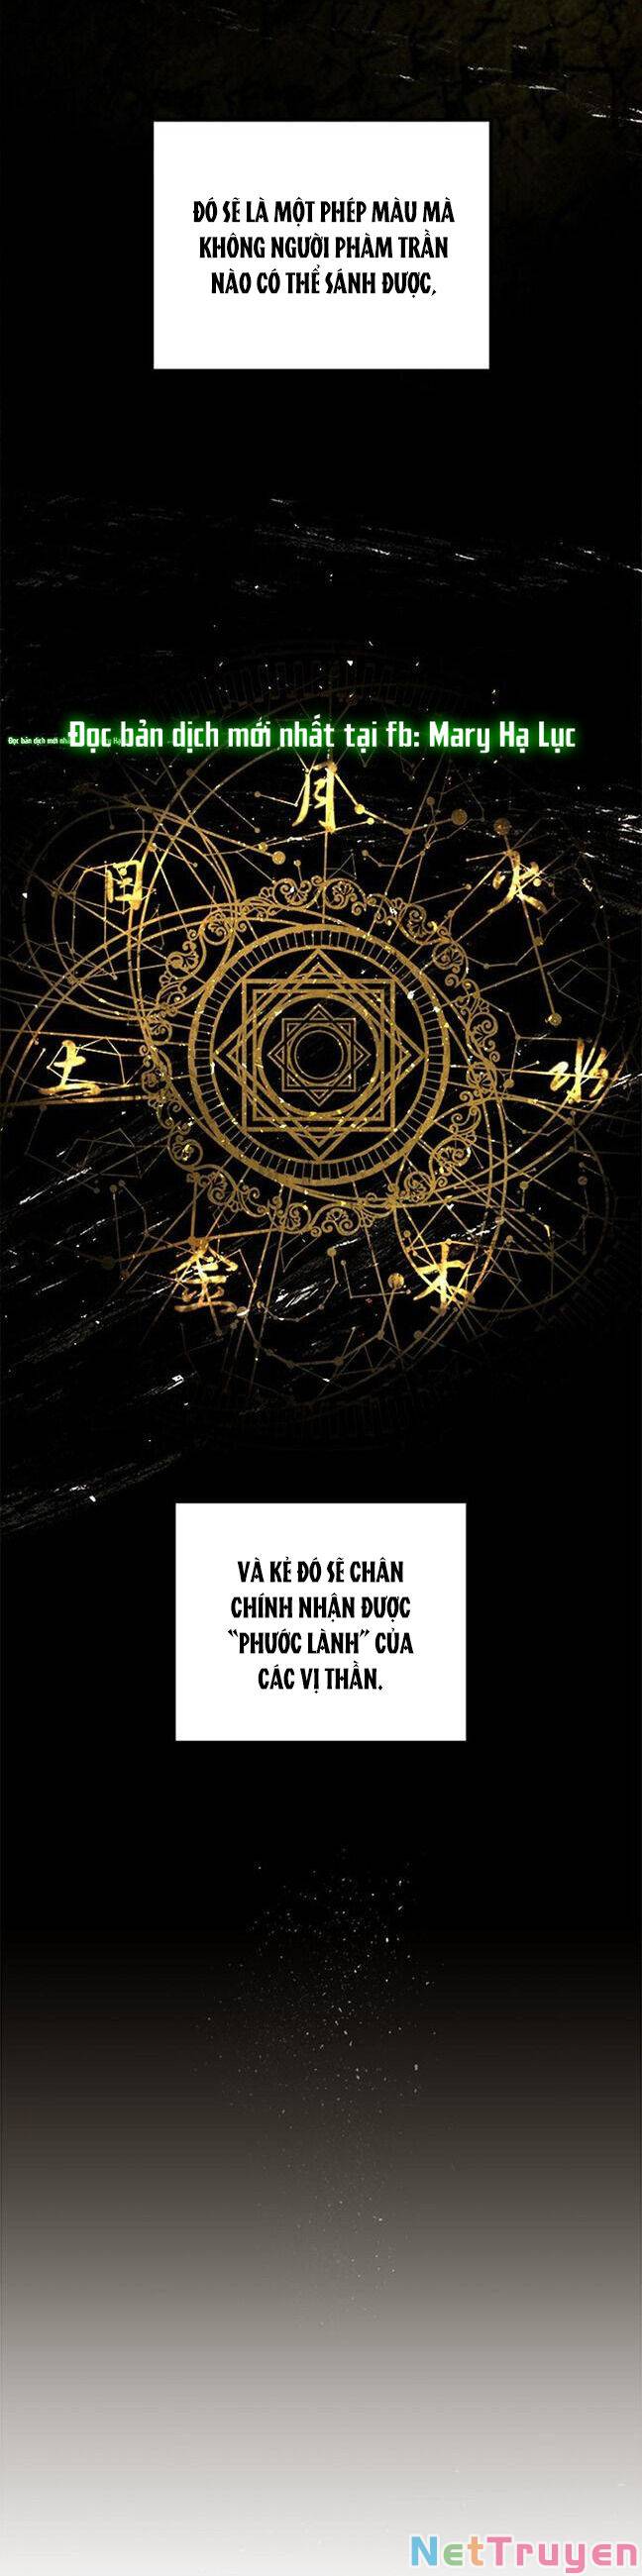 ĐÓ SẼ LÀ MỘT PHÉP MÀU MÀ
KHÔNG NGƯỜI PHÀM TRẦN
NÀO CÓ THỂ SÁNH ĐƯỢC,
Đọc bản dịch mới nhất tại fb: Mary Hạ Lục
月
日
火
土
水
金
木
VÀ KẺ ĐÓ SẼ CHÂN
CHÍNH NHẬN ĐƯỢC
“PHƯỚC LÀNH” CỦA
CÁC VỊ THẦN.
NetTruyen